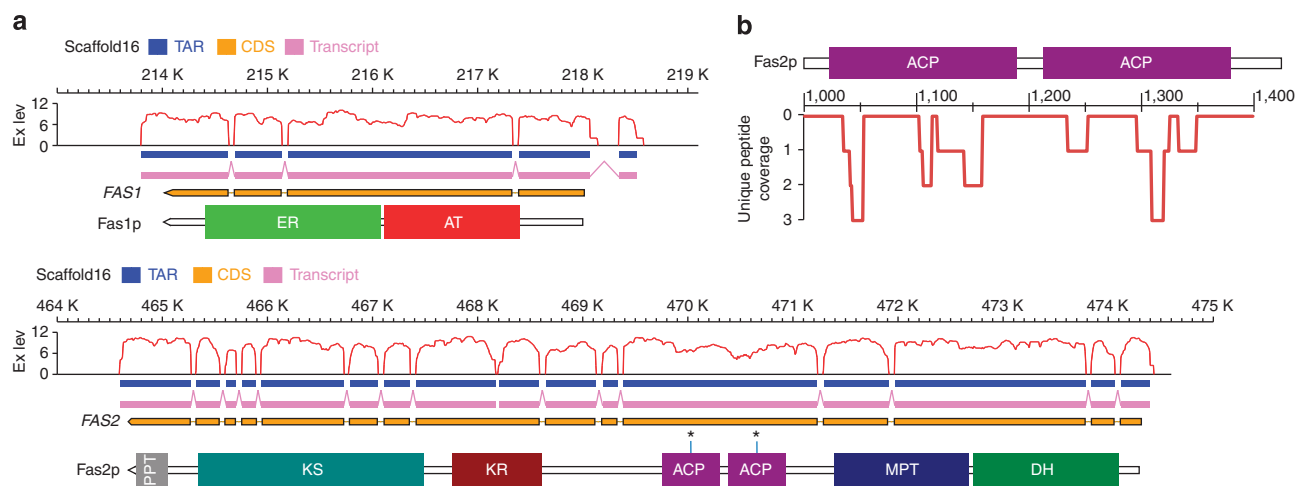 a
Scaffold16 TAR CDS Transcript
214 K 215 K 216 K 217 K 218 K 219 K
Ex lev
12
6
0
FAS1
Fas1p ER AT
Scaffold16 TAR CDS Transcript
464 K 465 K 466 K 467 K 468 K 469 K 470 K 471 K 472 K 473 K 474 K 475 K
Ex lev
12
6
0
FAS2
* *
Fas2p PPT KS KR ACP ACP MPT DH
b
Fas2p ACP ACP
1,000 1,100 1,200 1,300 1,400
Unique peptide
coverage
0
1
2
3